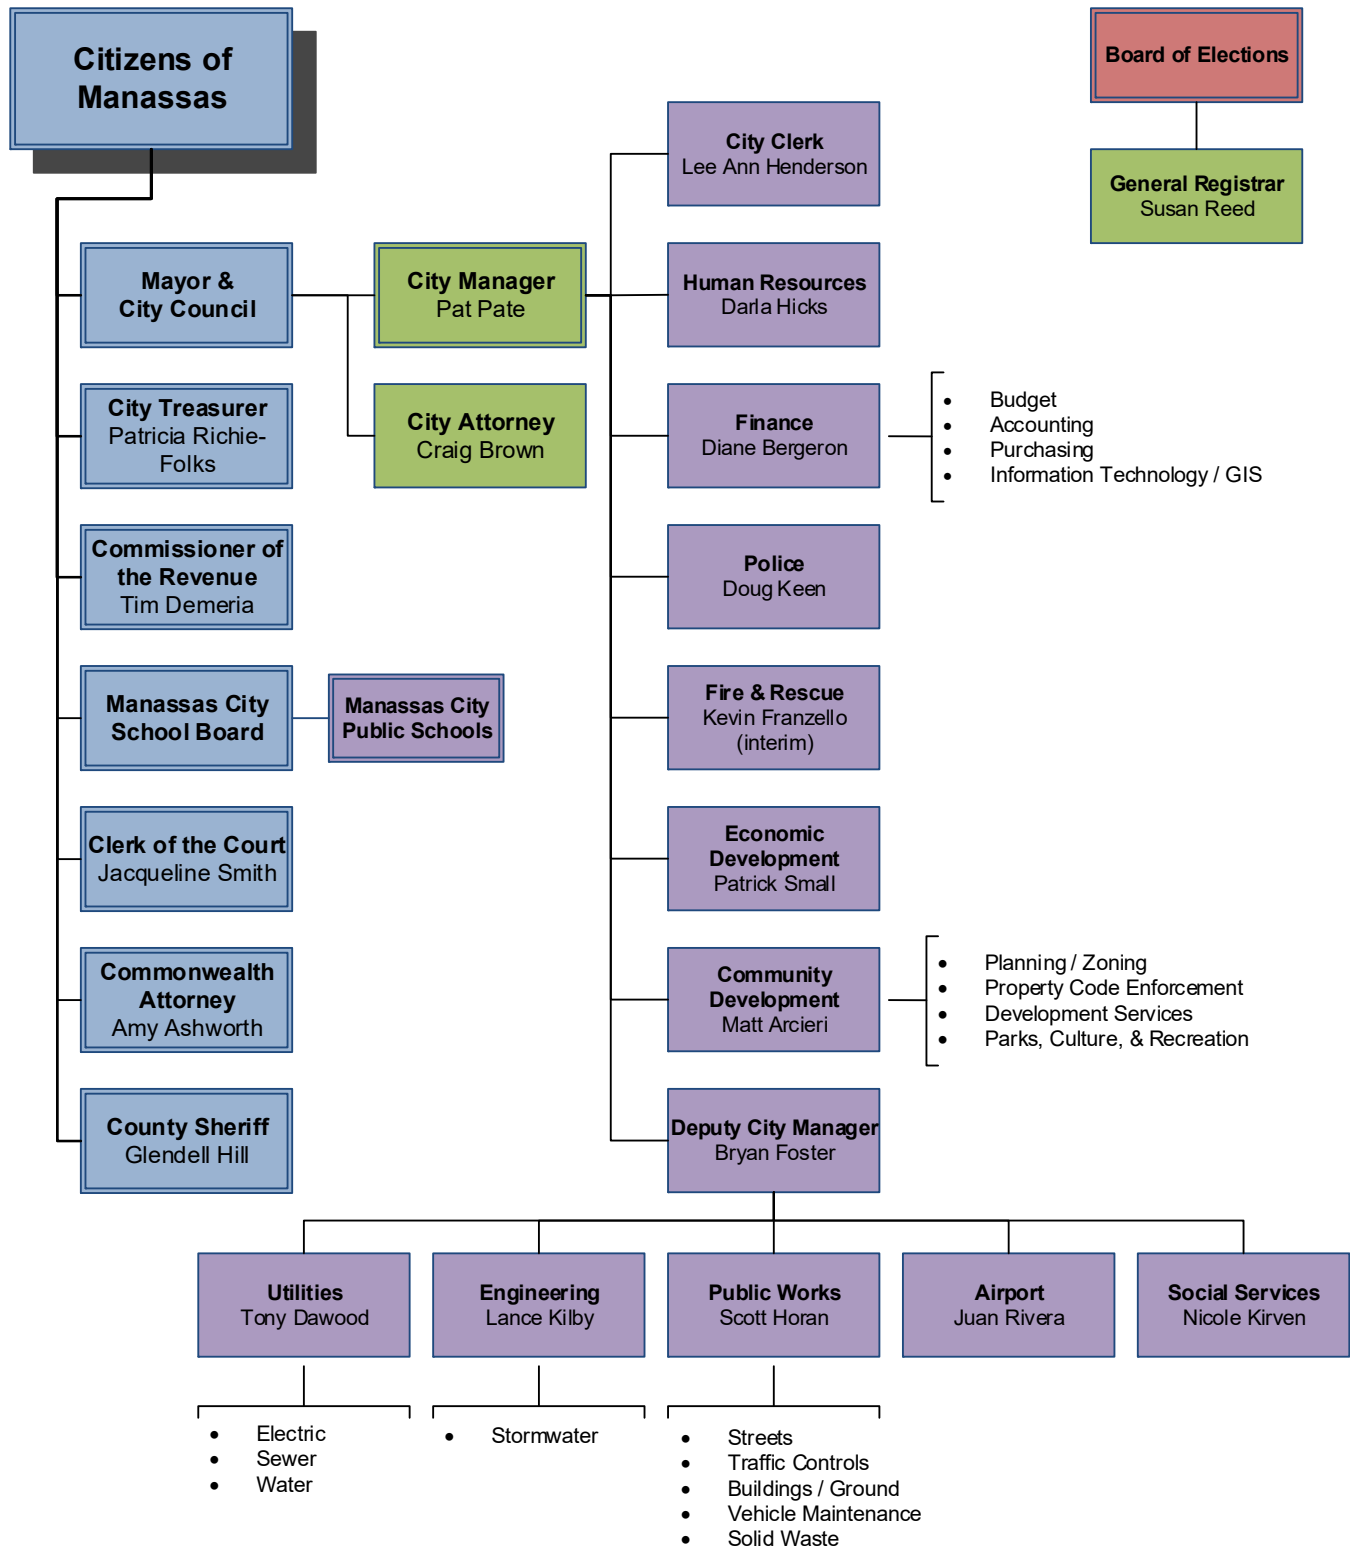 Citizens of
Manassas
Board of Elections
General Registrar
Susan Reed
City Clerk
Lee Ann Henderson
Mayor &
City Council
City Manager
Pat Pate
Human Resources
Darla Hicks
City Treasurer
Patricia Richie-
Folks
City Attorney
Craig Brown
Finance
Diane Bergeron
• Budget
• Accounting
• Purchasing
• Information Technology / GIS
Commissioner of
the Revenue
Tim Demeria
Police
Doug Keen
Manassas City
School Board
Manassas City
Public Schools
Fire & Rescue
Kevin Franzello
(interim)
Clerk of the Court
Jacqueline Smith
Economic
Development
Patrick Small
Commonwealth
Attorney
Amy Ashworth
Community
Development
Matt Arcieri
• Planning / Zoning
• Property Code Enforcement
• Development Services
• Parks, Culture, & Recreation
County Sheriff
Glendell Hill
Deputy City Manager
Bryan Foster
Utilities
Tony Dawood
Engineering
Lance Kilby
Public Works
Scott Horan
Airport
Juan Rivera
Social Services
Nicole Kirven
• Electric
• Sewer
• Water
• Stormwater
• Streets
• Traffic Controls
• Buildings / Ground
• Vehicle Maintenance
• Solid Waste